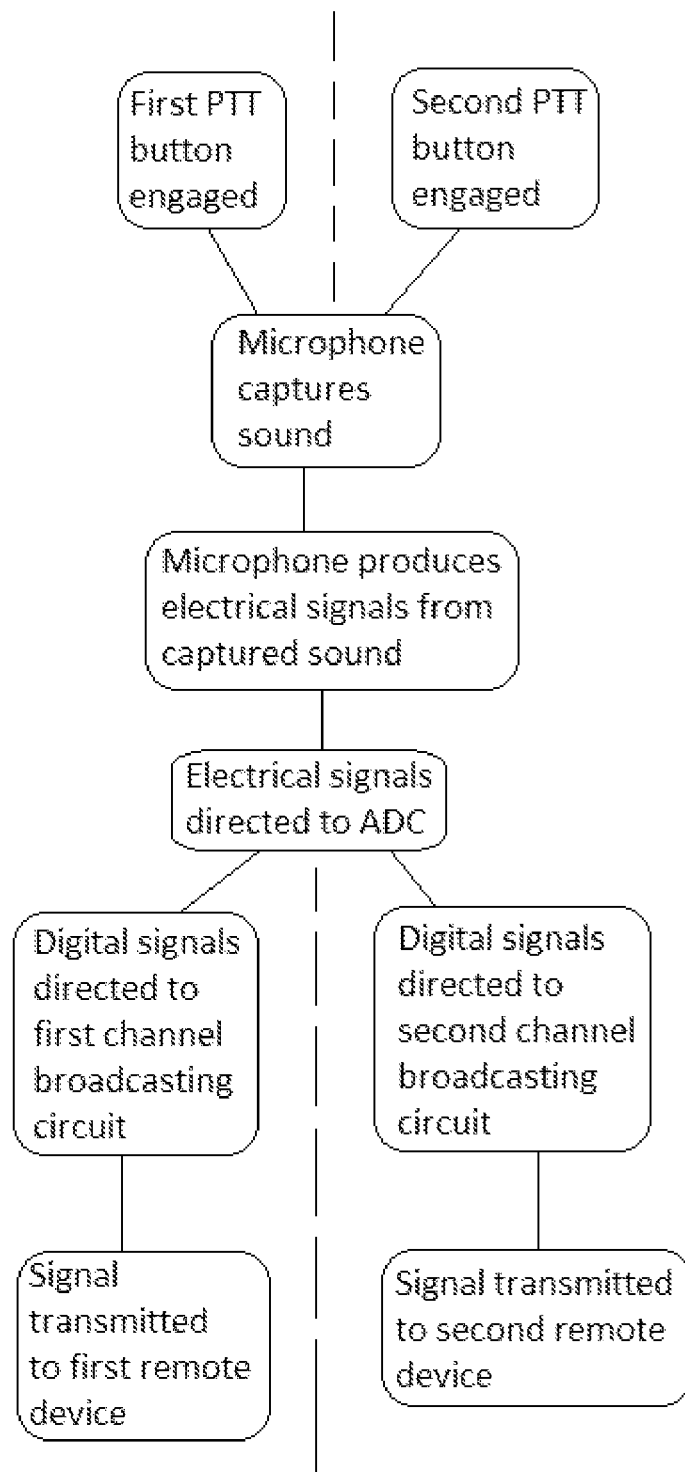 First PTT
button
engaged
Second PTT
button
engaged
Microphone
captures
sound
Microphone produces
electrical signals from
captured sound
Electrical signals
directed to ADC
Digital signals
directed to
first channel
broadcasting
circuit
Digital signals
directed to
second channel
broadcasting
circuit
Signal
transmitted
to first remote
device
Signal transmitted
to second remote
device